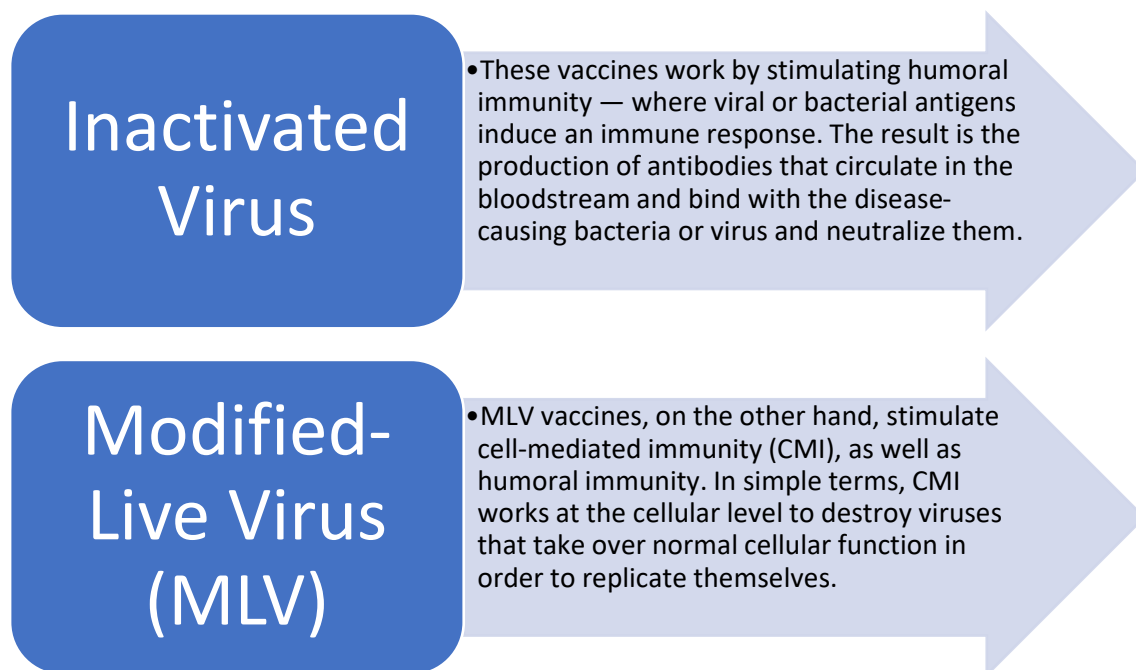 Inactivated
Virus
•These vaccines work by stimulating humoral
immunity — where viral or bacterial antigens
induce an immune response. The result is the
production of antibodies that circulate in the
bloodstream and bind with the disease-
causing bacteria or virus and neutralize them.
Modified-
Live Virus
(MLV)
•MLV vaccines, on the other hand, stimulate
cell-mediated immunity (CMI), as well as
humoral immunity. In simple terms, CMI
works at the cellular level to destroy viruses
that take over normal cellular function in
order to replicate themselves.